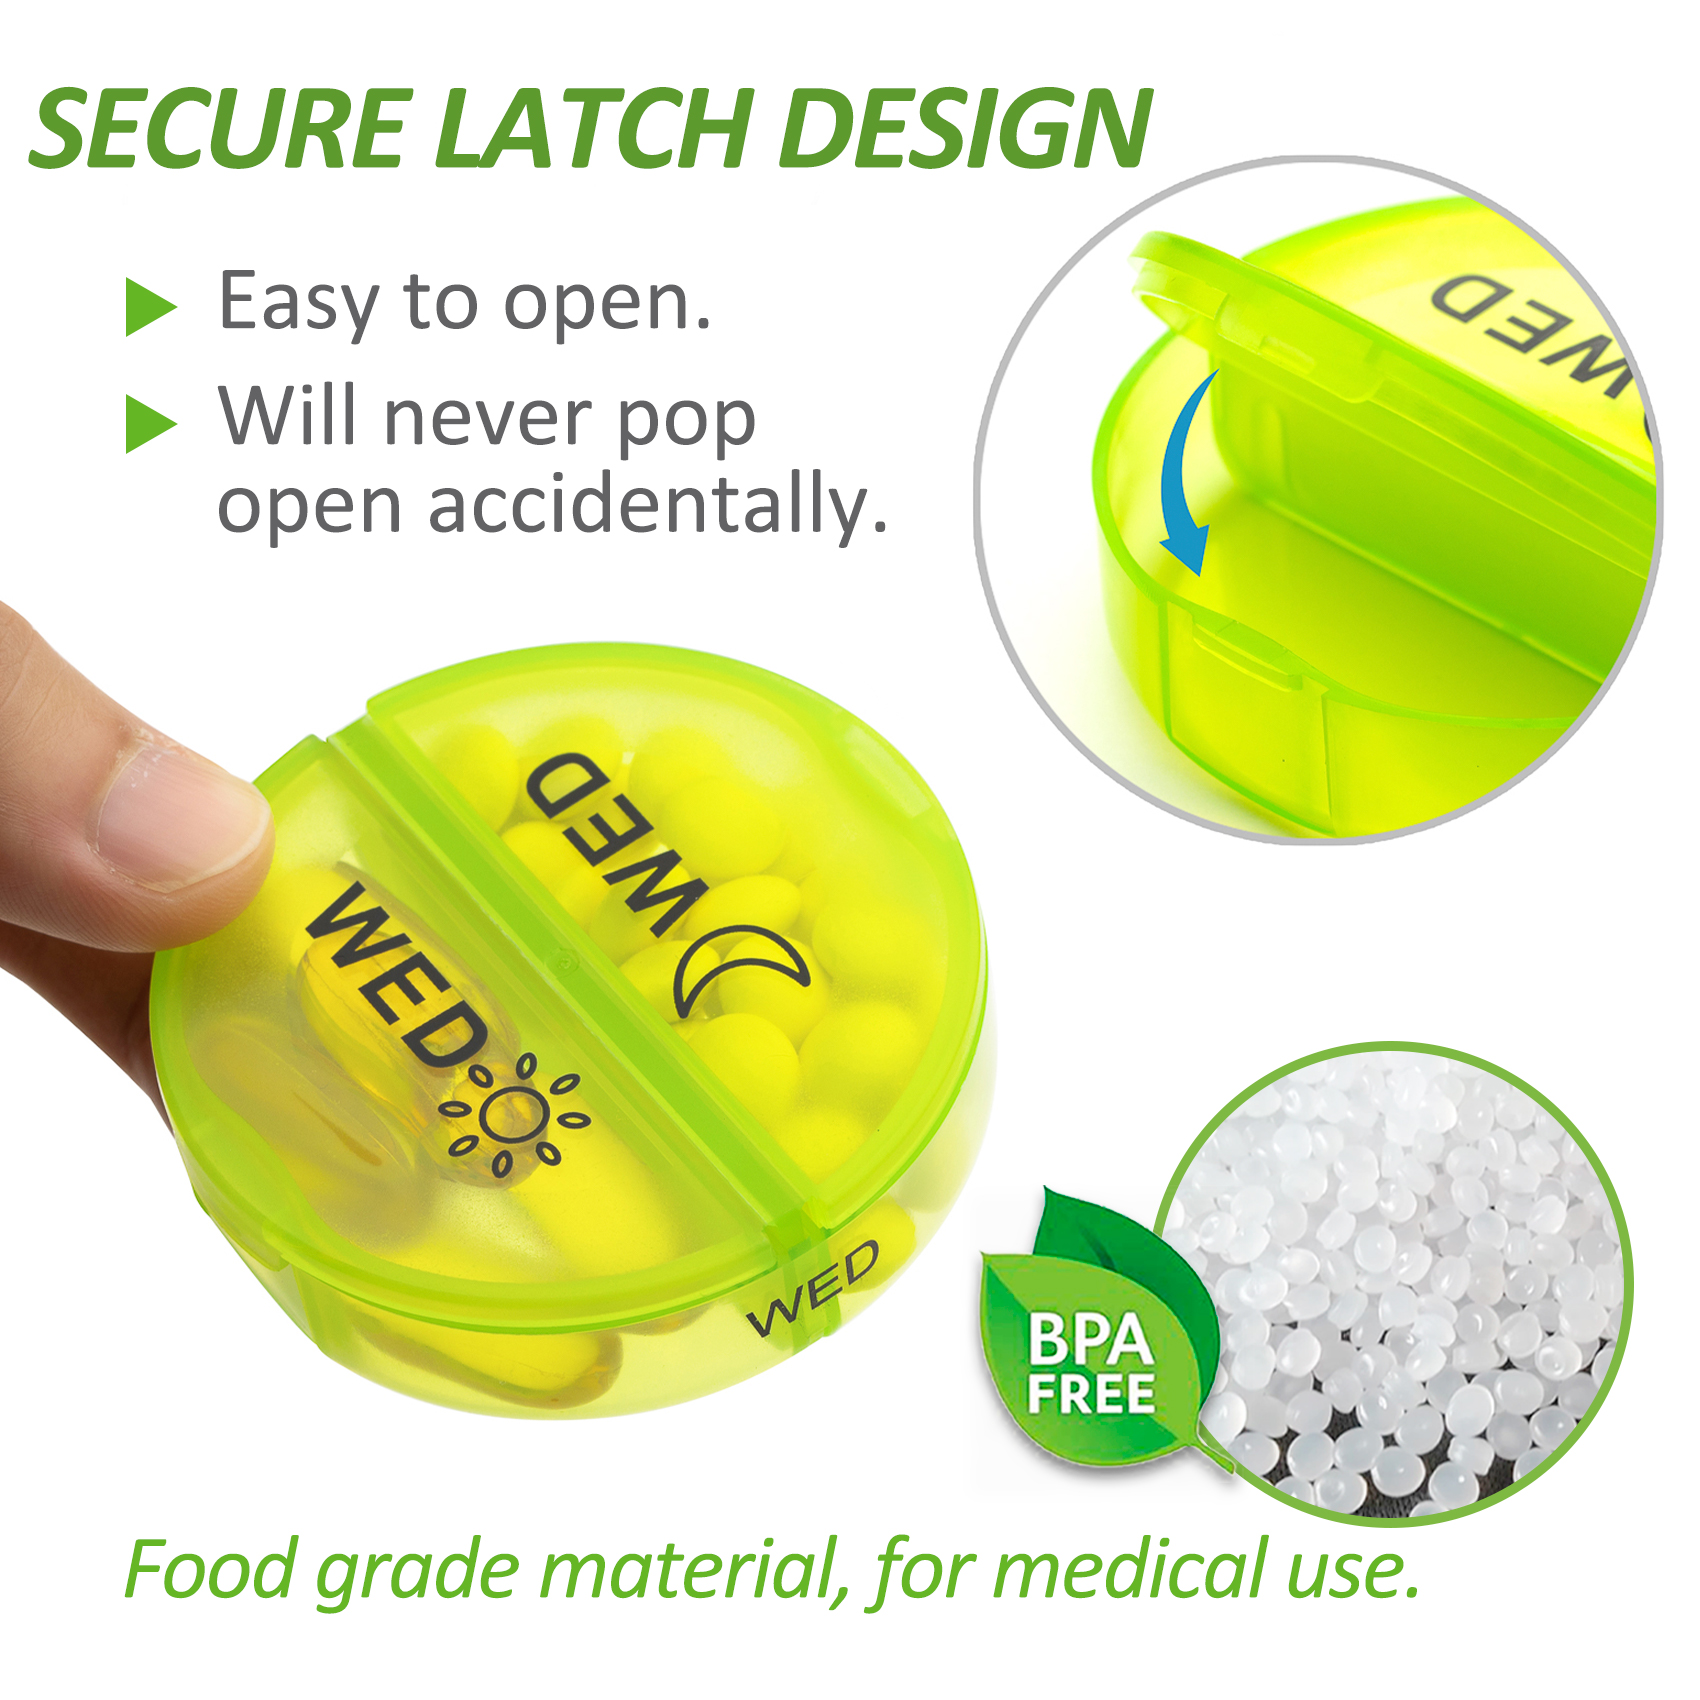 SECURE LATCH DESIGN
Easy to open.
Will never pop
open accidentally.
WED
WED
WED
WED
BPA
FREE
Food grade material, for medical use.